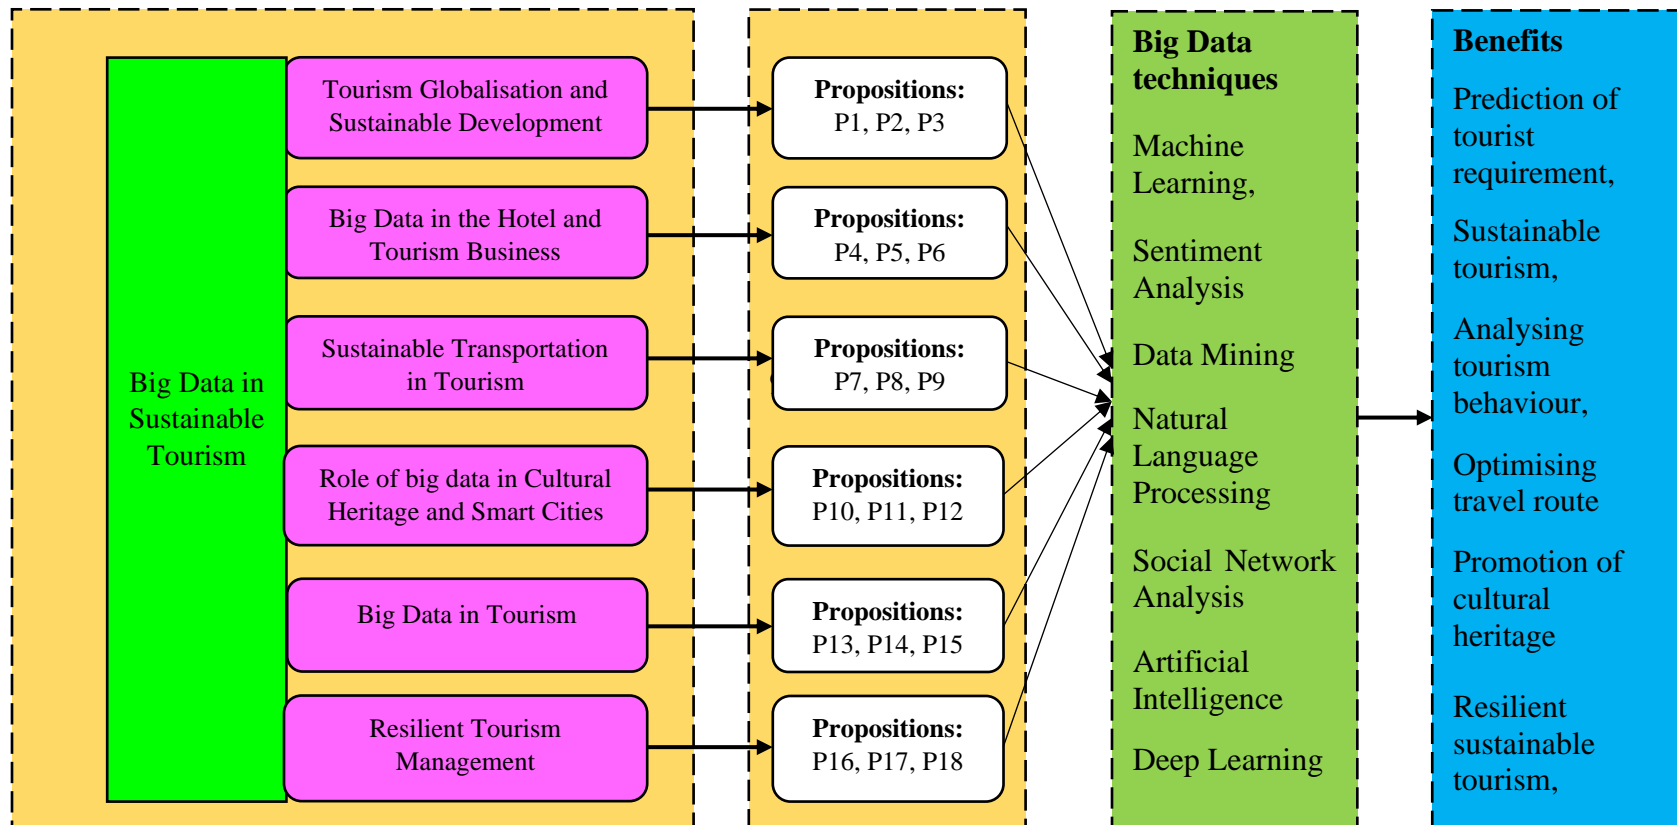 Big Data in
Sustainable
Tourism
Tourism Globalisation and
Sustainable Development
Big Data in the Hotel and
Tourism Business
Sustainable Transportation
in Tourism
Role of big data in Cultural
Heritage and Smart Cities
Big Data in Tourism
Resilient Tourism
Management
Propositions:
P1, P2, P3
Propositions:
P4, P5, P6
Propositions:
P7, P8, P9
Propositions:
P10, P11, P12
Propositions:
P13, P14, P15
Propositions:
P16, P17, P18
Big Data
techniques
Machine
Learning,
Sentiment
Analysis
Data Mining
Natural
Language
Processing
Social Network
Analysis
Artificial
Intelligence
Deep Learning
Benefits
Prediction of
tourist
requirement,
Sustainable
tourism,
Analysing
tourism
behaviour,
Optimising
travel route
Promotion of
cultural
heritage
Resilient
sustainable
tourism,